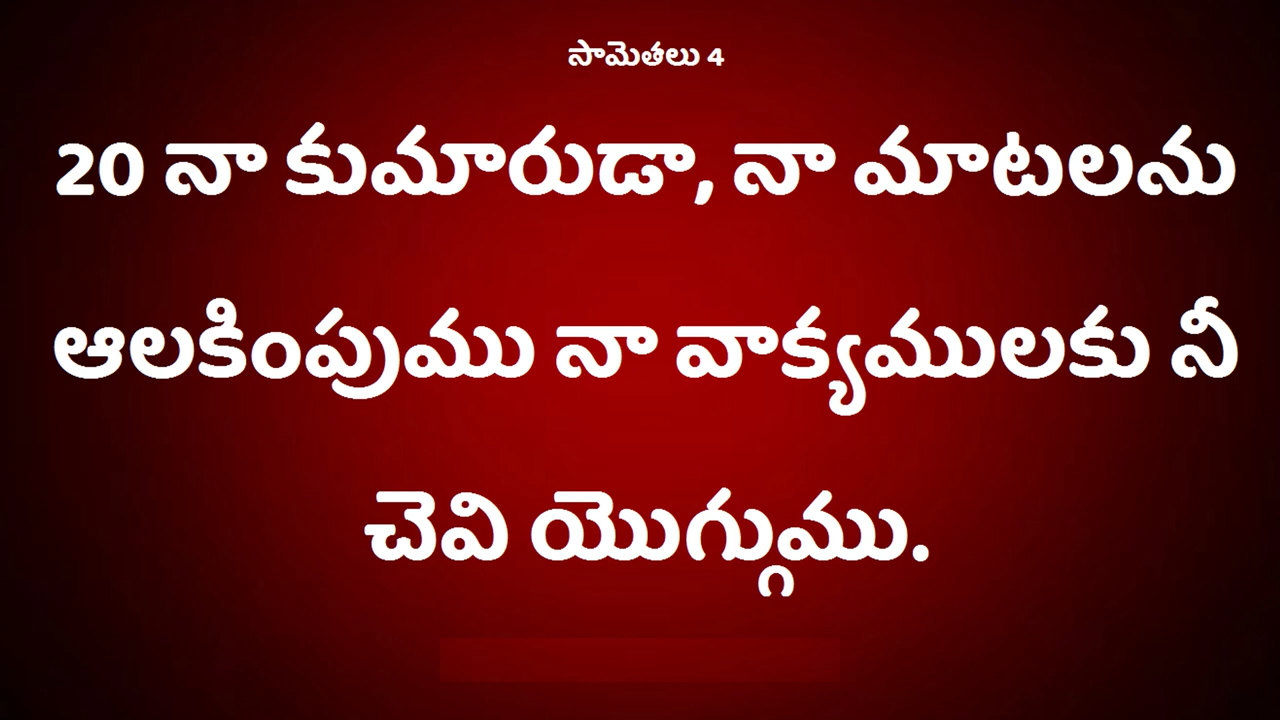 సామెతలు 4
20 నా కుమారుడా, నా మాటలను
ఆలకింపుము నా వాక్యములకు నీ
చెవి యొగ్గుము.